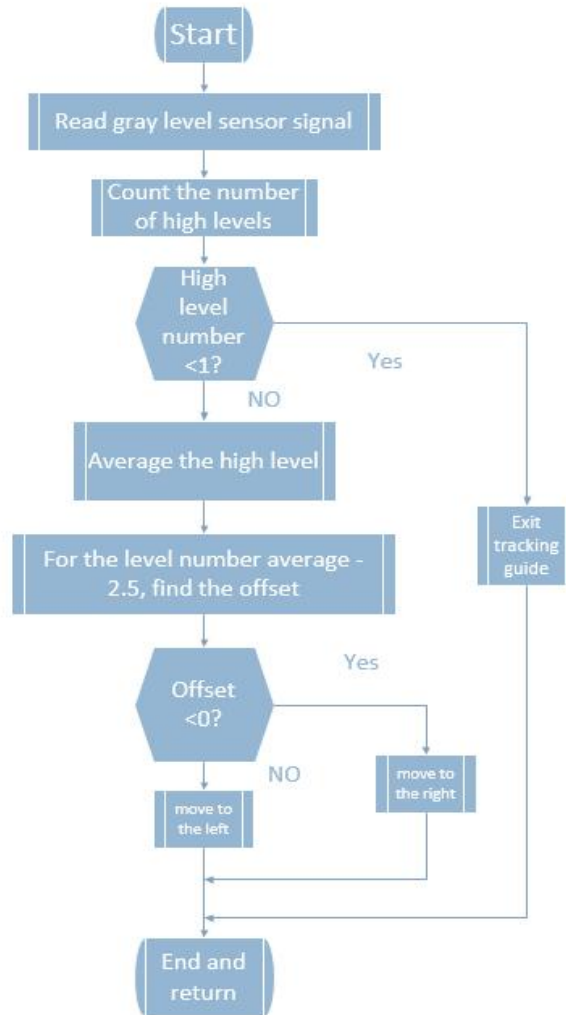 Start
Read gray level sensor signal
Count the number
of high levels
High
level
number
<1?
Yes
NO
Average the high level
Exit
tracking
guide
For the level number average -
2.5, find the offset
Yes
Offset
<0?
NO
move to
the right
move to
the left
End and
return